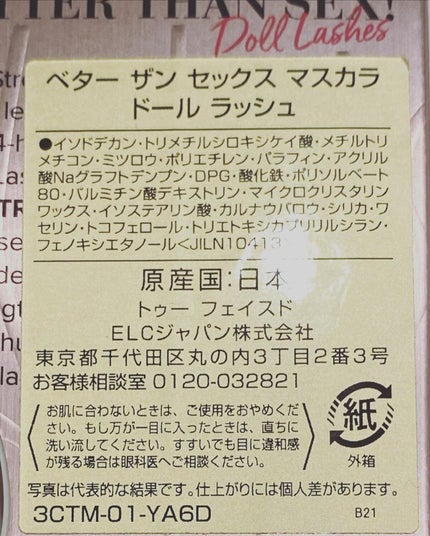 TTER THAN SEX!
Doll Lashes
ベター ザン セックス マスカラ
ドール ラッシュ
●イソドデカン・トリメチルシロキシケイ酸・メチルトリ
メチコン・ミツロウ・ポリエチレン・パラフィン・アクリル
酸Naグラフトデンプン・DPG・酸化鉄・ポリソルベート
80・パルミチン酸デキストリン・マイクロクリスタリン
ワックス・イソステアリン酸・カルナウバロウ・シリカ・ワ
セリン・トコフェロール・トリエトキシカプリリルシラン・
フェノキシエタノール<JILN10413>
原産国:日本
トゥー フェイスド
ELCジャパン株式会社
東京都千代田区丸の内3丁目2番3号
お客様相談室 0120-032821
お肌に合わないときは、ご使用をおやめくだ
さい。もし万が一目に入ったときは、直ちに
洗い流してください。すすいでも目に違和感
が残る場合は眼科医へご相談ください。
紙
外箱
写真は代表的な結果です。仕上がりには個人差があります。
3CTM-01-YA6D
B21